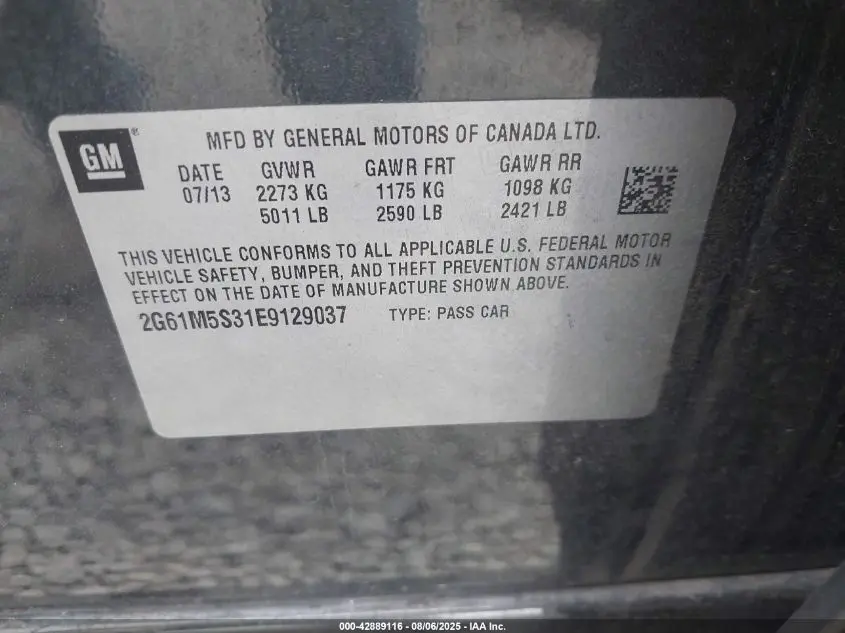 GM ®
MFD BY GENERAL MOTORS OF CANADA LTD.
DATE GVWR GAWR FRT GAWR RR
07/13 2273 KG 1175 KG 1098 KG
5011 LB 2590 LB 2421 LB
THIS VEHICLE CONFORMS TO ALL APPLICABLE U.S. FEDERAL MOTOR
VEHICLE SAFETY, BUMPER, AND THEFT PREVENTION STANDARDS IN
EFFECT ON THE DATE OF MANUFACTURE SHOWN ABOVE.
2G61M5S31E9129037 TYPE: PASS CAR
000-42889116 - 08/06/2025 - IAA Inc.